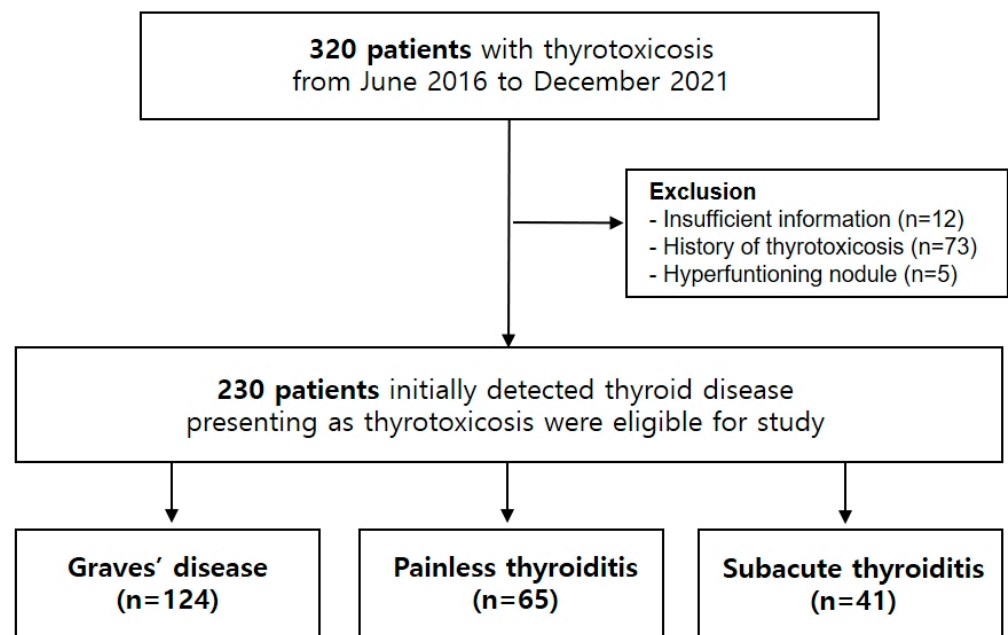 320 patients with thyrotoxicosis
from June 2016 to December 2021
Exclusion
- Insufficient information (n=12)
- History of thyrotoxicosis (n=73)
- Hyperfuntioning nodule (n=5)
230 patients initially detected thyroid disease
presenting as thyrotoxicosis were eligible for study
Graves’ disease
(n=124)
Painless thyroiditis
(n=65)
Subacute thyroiditis
(n=41)